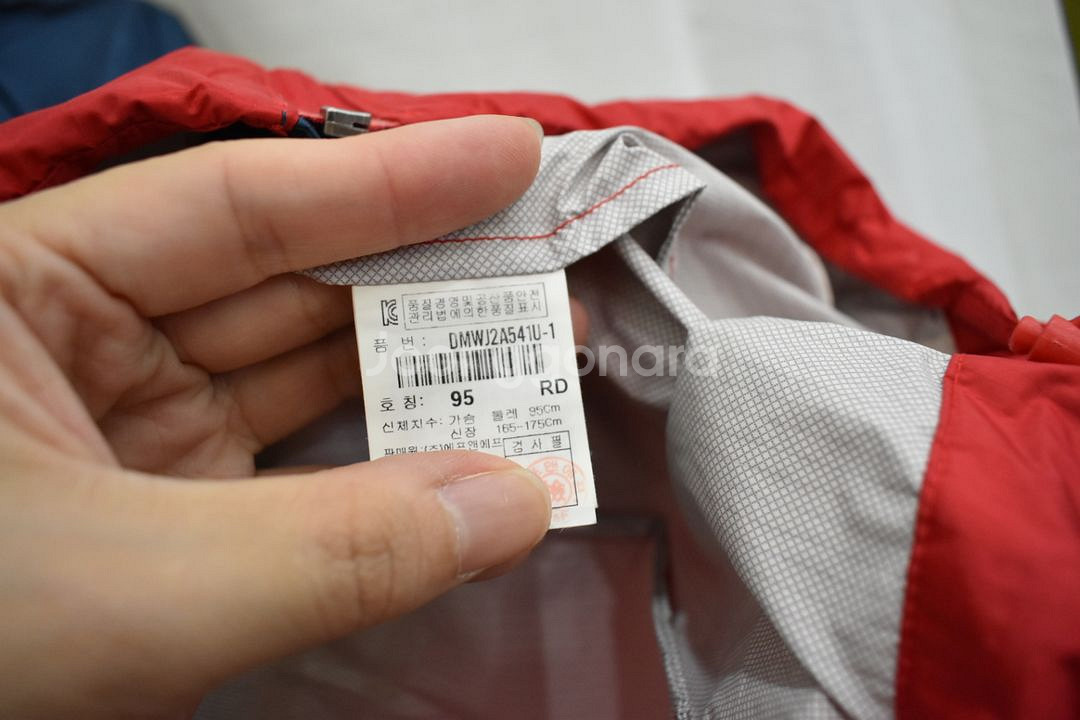 품질경영및공산품안전
관리법에의한품질표시
품 번: DMWJ2A541U-1
Joonggonara
호 칭: 95 RD
신체지수: 가슴 둘레 95Cm
신장 165-175Cm
판매원:(주)에프앤에프
검사필